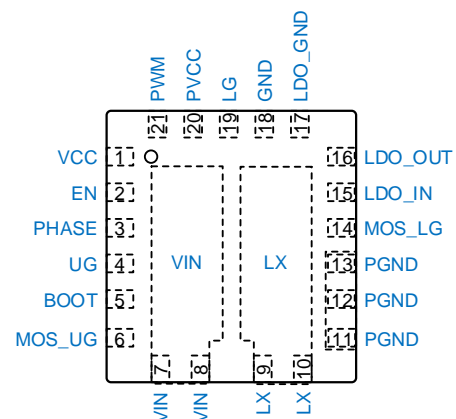 PWM PVCC LG GND LDO_GND
21 20 19 18 17
VCC 1 16 LDO_OUT
EN 2 15 LDO_IN
PHASE 3 14 MOS_LG
UG 4 VIN LX 13 PGND
BOOT 5 12 PGND
MOS_UG 6 11 PGND
7 8 9 10
VIN VIN LX LX